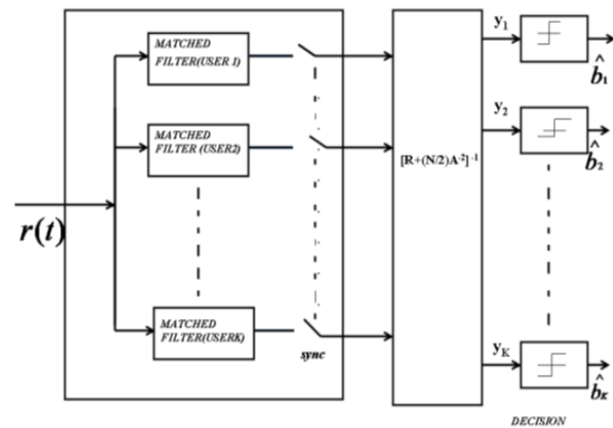 MATCHED
FILTER(USER 1)
MATCHED
FILTER (USER2)
r(t)
MATCHED
FILTER(USERK)
sync
[R+(N/2)A⁻²]⁻¹
y₁
b̂₁
y₂
b̂₂
y_K
b̂_K
DECISION